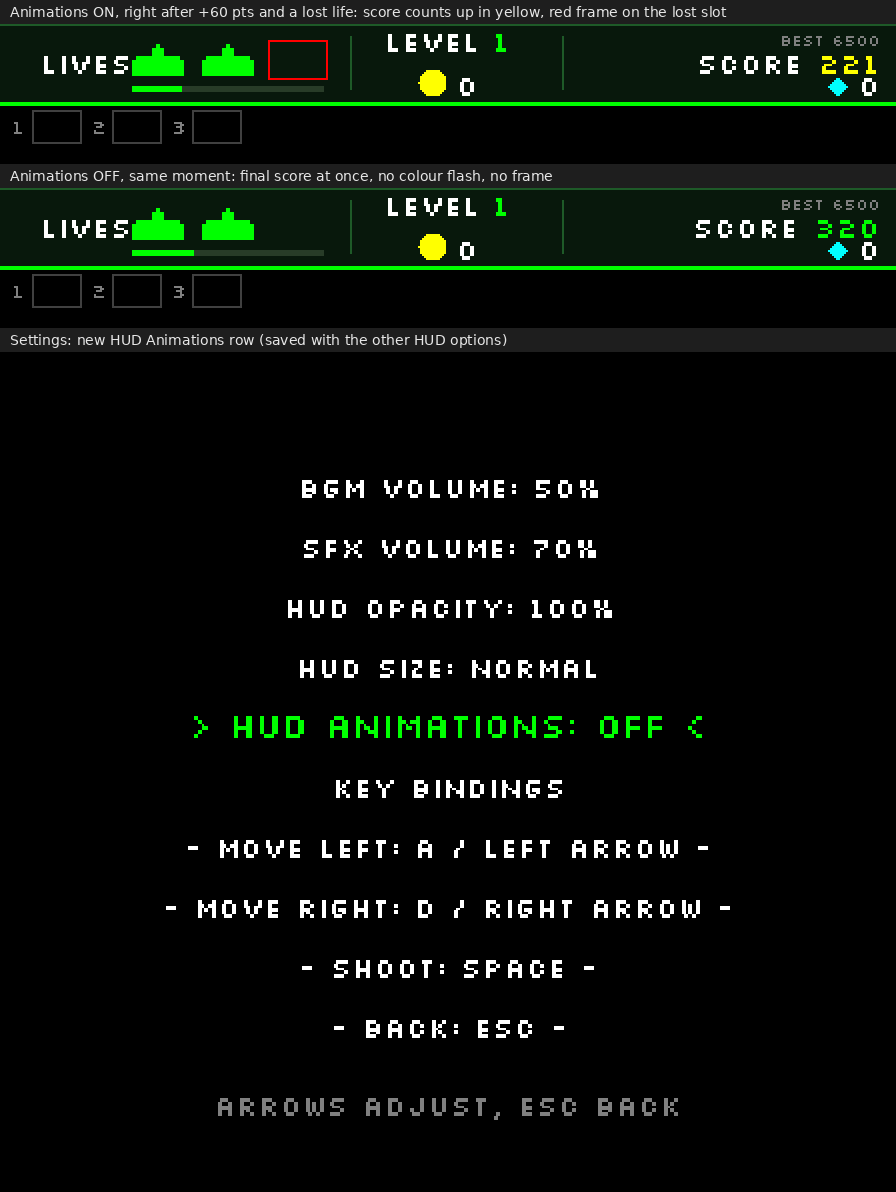 Animations ON, right after +60 pts and a lost life: score counts up in yellow, red frame on the lost slot
LIVES
LEVEL 1
0
BEST 6500
SCORE 221
0
1 2 3
Animations OFF, same moment: final score at once, no colour flash, no frame
LIVES
LEVEL 1
0
BEST 6500
SCORE 320
0
1 2 3
Settings: new HUD Animations row (saved with the other HUD options)
BGM VOLUME: 50%
SFX VOLUME: 70%
HUD OPACITY: 100%
HUD SIZE: NORMAL
> HUD ANIMATIONS: OFF <
KEY BINDINGS
- MOVE LEFT: A / LEFT ARROW -
- MOVE RIGHT: D / RIGHT ARROW -
- SHOOT: SPACE -
- BACK: ESC -
ARROWS ADJUST, ESC BACK